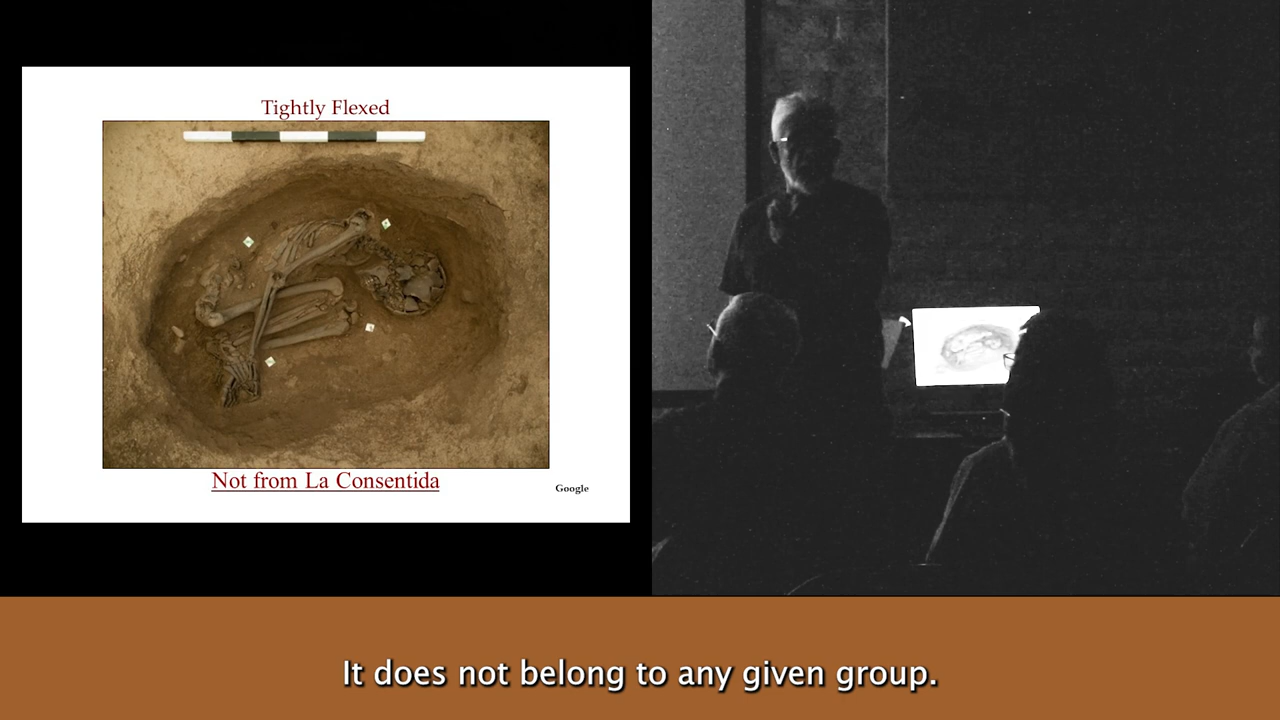 Tightly Flexed
Not from La Consentida
Google
It does not belong to any given group.